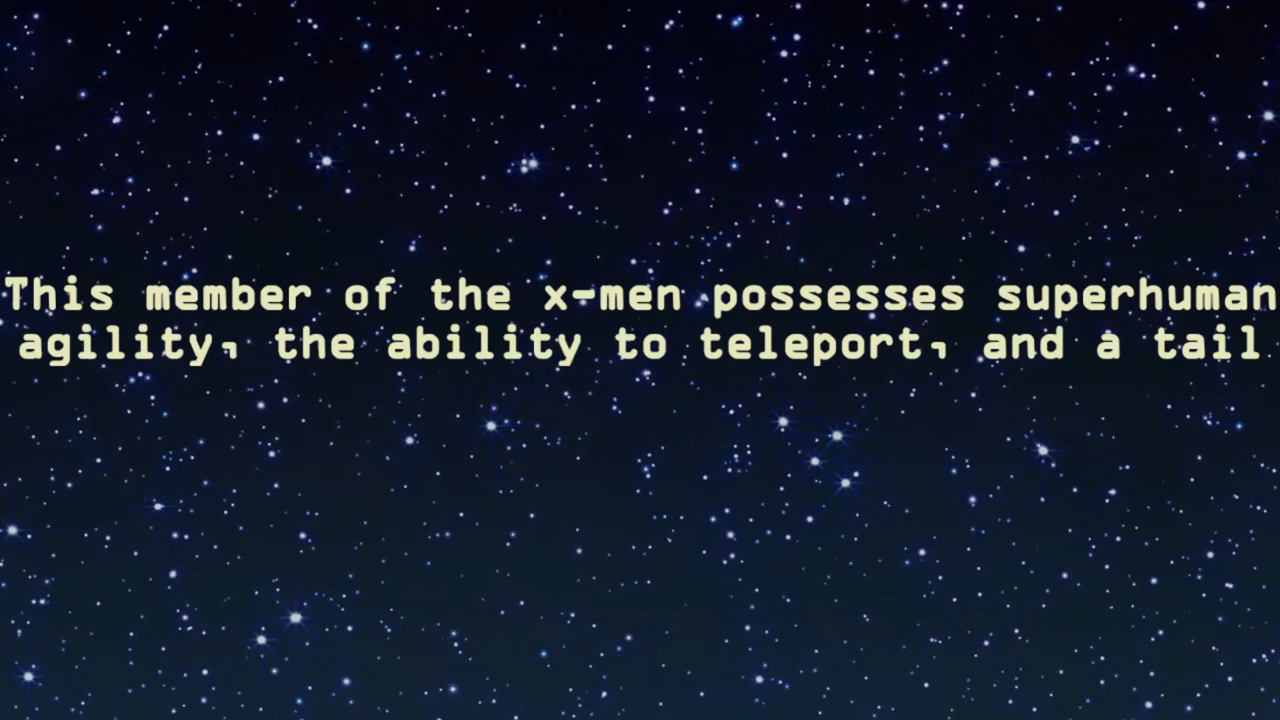 This member of the x-men possesses superhuman
agility, the ability to teleport, and a tail